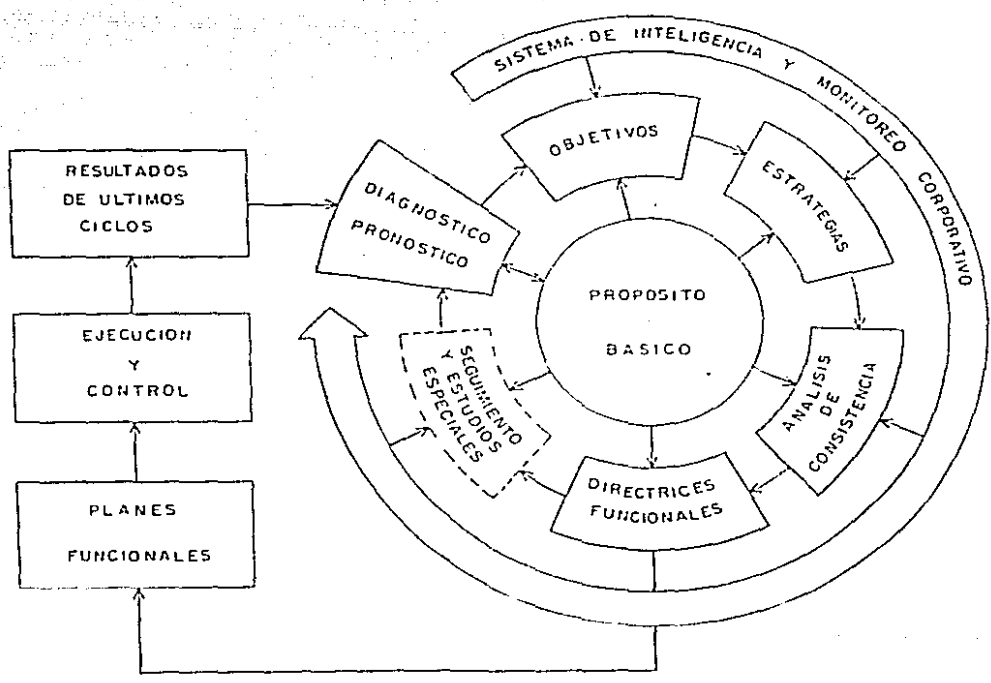 SISTEMA DE INTELIGENCIA Y MONITOREO CORPORATIVO
OBJETIVOS
ESTRATEGIAS
RESULTADOS
DE ULTIMOS
CICLOS
DIAGNOSTICO
PRONOSTICO
PROPOSITO
BASICO
EJECUCION
Y
CONTROL
SEGUIMIENTO
Y ESTUDIOS
ESPECIALES
ANALISIS
DE
CONSISTENCIA
DIRECTRICES
FUNCIONALES
PLANES
FUNCIONALES